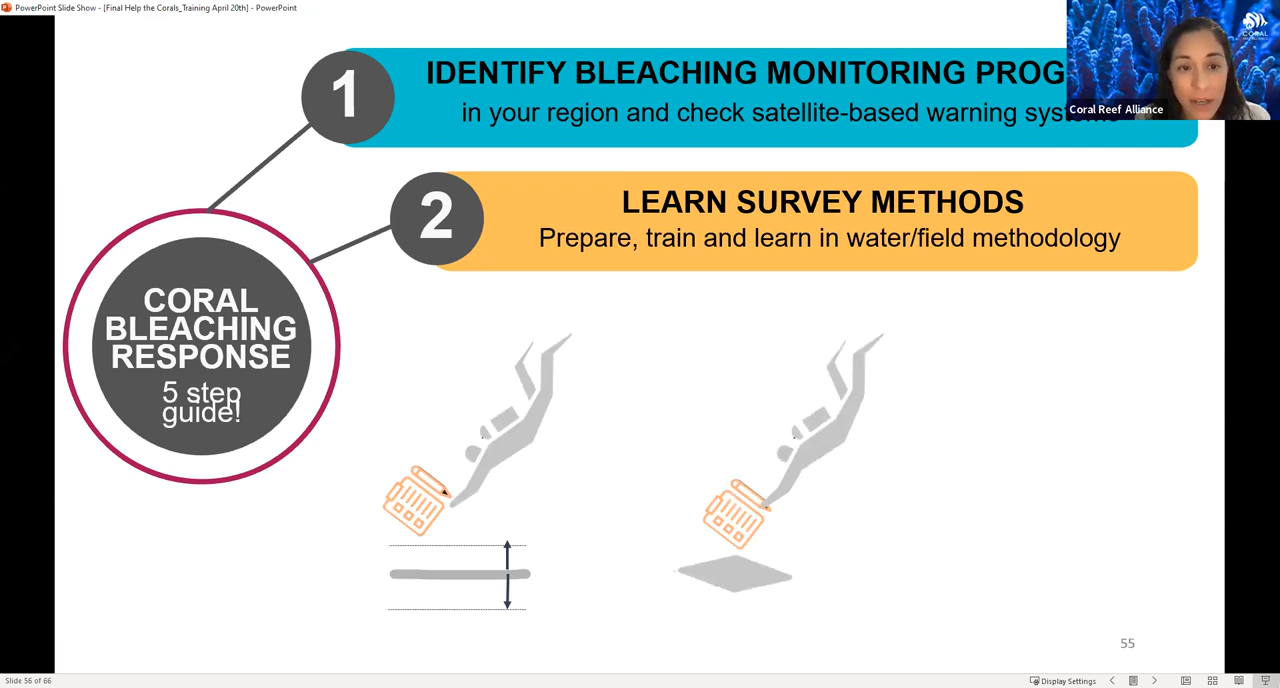 PowerPoint Slide Show - [Final Help the Corals_Training April 20th] - PowerPoint
1
IDENTIFY BLEACHING MONITORING PROG
in your region and check satellite-based warning systems
CORAL
Coral Reef Alliance
2
LEARN SURVEY METHODS
Prepare, train and learn in water/field methodology
CORAL
BLEACHING
RESPONSE
5 step
guide!
55
Slide 56 of 66
Display Settings